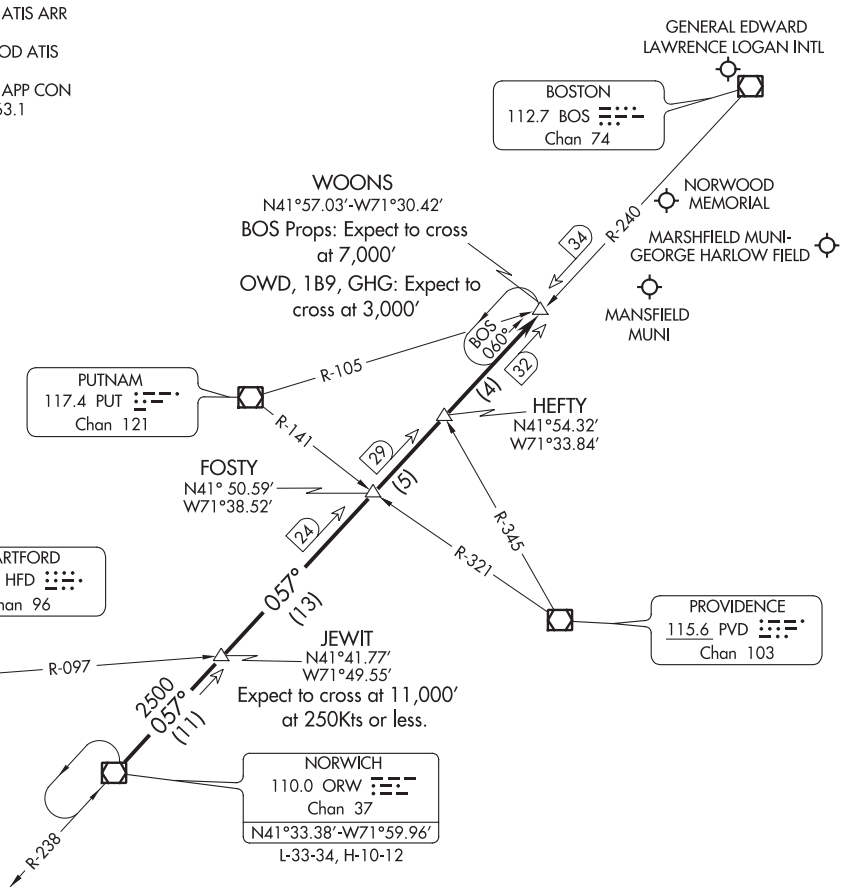 ATIS ARR
OD ATIS
APP CON
63.1
GENERAL EDWARD
LAWRENCE LOGAN INTL
BOSTON
112.7 BOS
Chan 74
WOONS
N41°57.03’-W71°30.42’
BOS Props: Expect to cross
at 7,000’
OWD, 1B9, GHG: Expect to
cross at 3,000’
NORWOOD
MEMORIAL
R-240
34
MARSHFIELD MUNI-
GEORGE HARLOW FIELD
MANSFIELD
MUNI
BOS
060°
32
(4)
R-105
PUTNAM
117.4 PUT
Chan 121
R-141
HEFTY
N41°54.32’
W71°33.84’
29
(5)
FOSTY
N41° 50.59’
W71°38.52’
24
R-345
R-321
057°
(13)
ARTFORD
HFD
han 96
PROVIDENCE
115.6 PVD
Chan 103
R-097
JEWIT
N41°41.77’
W71°49.55’
Expect to cross at 11,000’
at 250Kts or less.
2500
057°
(11)
NORWICH
110.0 ORW
Chan 37
N41°33.38’-W71°59.96’
L-33-34, H-10-12
R-238